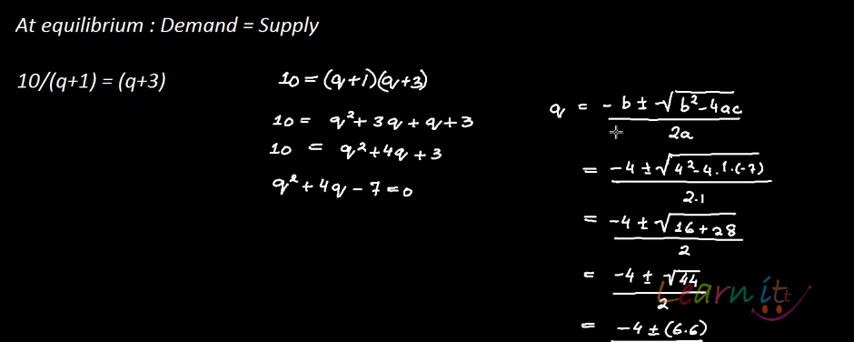 At equilibrium : Demand = Supply
10/(q+1) = (q+3)
10 = (q+1)(q+3)
10 = q²+3q+q+3
10 = q²+4q+3
q²+4q-7=0
q = -b±√b²-4ac
2a
= -4±√4²-4.1.(-7)
2.1
= -4±√16+28
2
= -4±√44
2
Learnitt
= -4±(6.6)